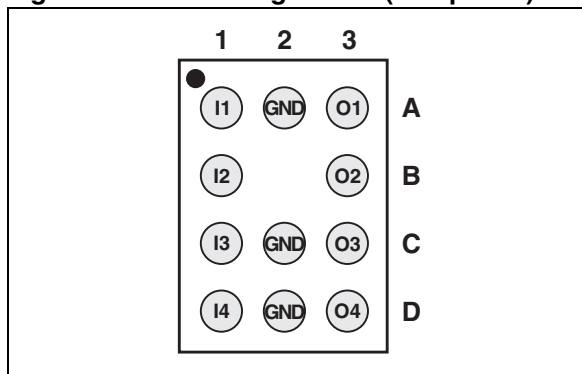 1 2 3
I1 GND O1 A
I2 O2 B
I3 GND O3 C
I4 GND O4 D